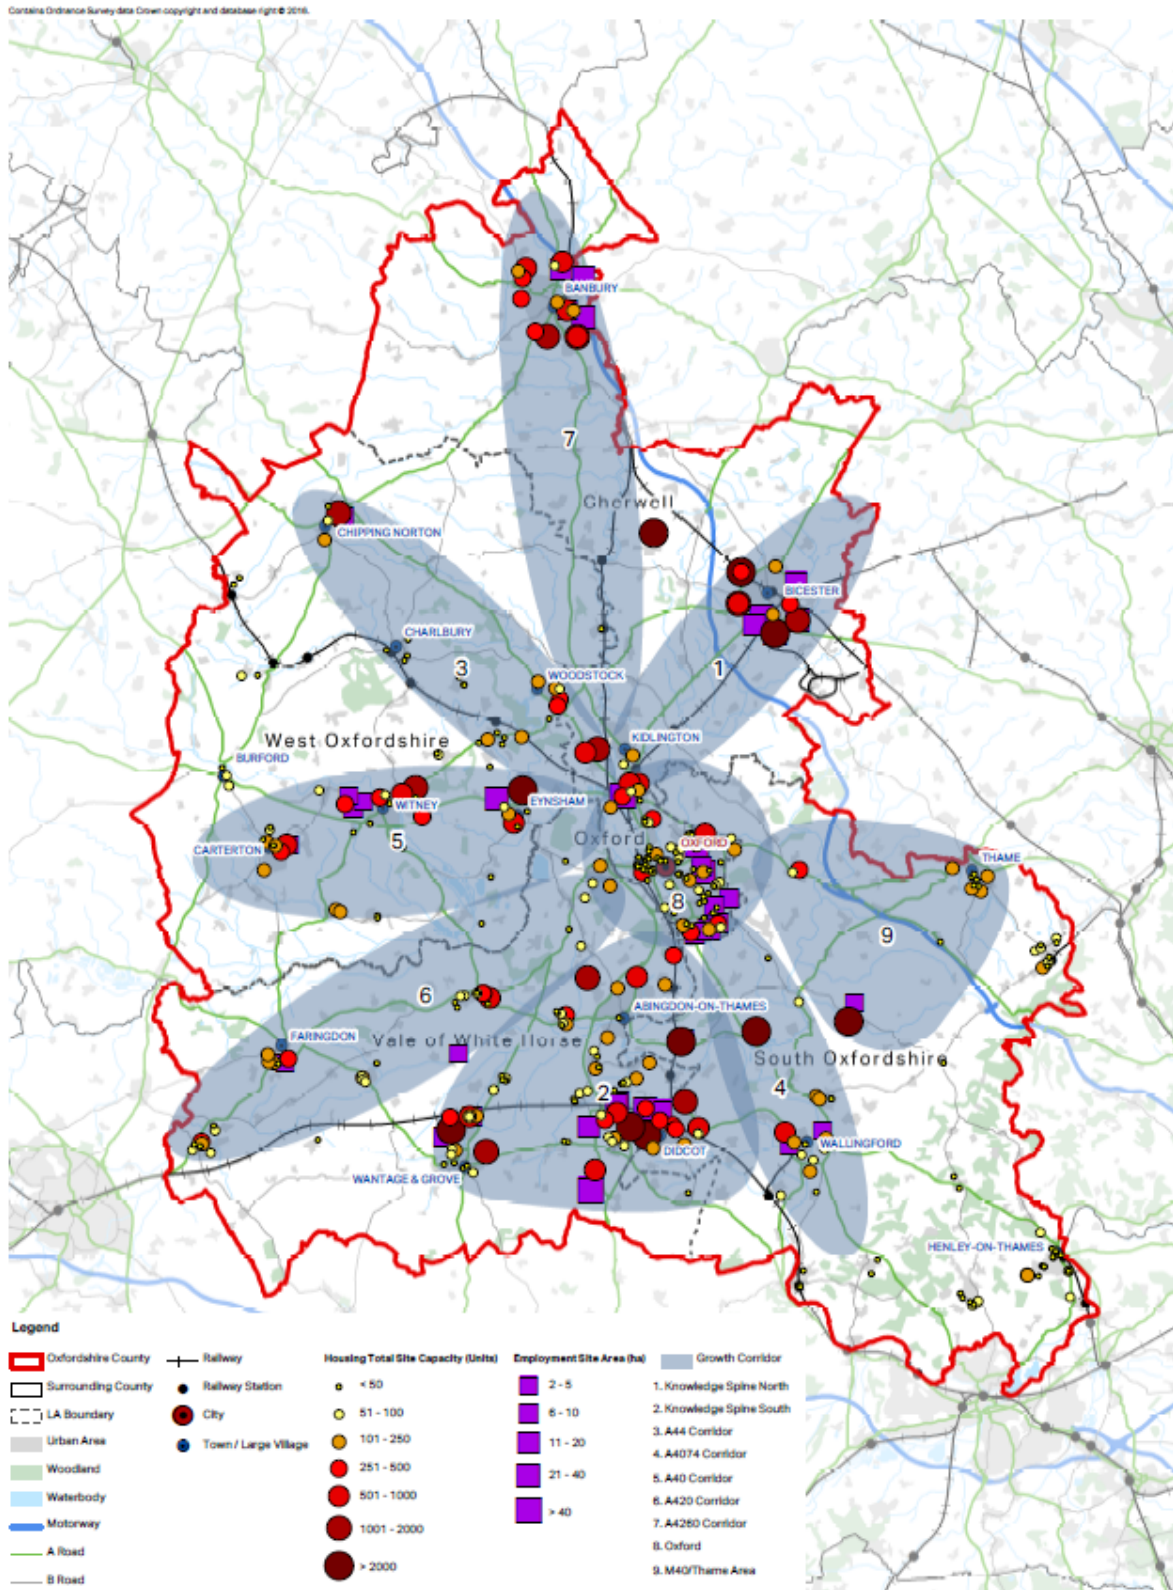 Contains Ordnance Survey data Crown copyright and database right © 2016.
BANBURY
7
Cherwell
CHIPPING NORTON
BICESTER
CHARLBURY
3
1
WOODSTOCK
West Oxfordshire
KIDLINGTON
BURFORD
WITNEY
EYNSHAM
5
Oxford
OXFORD
CARTERTON
THAME
8
9
6
ABINGDON-ON-THAMES
FARINGDON
Vale of White Horse
South Oxfordshire
2
4
WALLINGFORD
DIDCOT
WANTAGE & GROVE
HENLEY-ON-THAMES
Legend
Oxfordshire County
Surrounding County
LA Boundary
Urban Area
Woodland
Waterbody
Motorway
A Road
B Road
Railway
Railway Station
City
Town / Large Village
Housing Total Site Capacity (Units)
< 50
51 - 100
101 - 250
251 - 500
501 - 1000
1001 - 2000
> 2000
Employment Site Area (ha)
2 - 5
6 - 10
11 - 20
21 - 40
> 40
Growth Corridor
1. Knowledge Spine North
2. Knowledge Spine South
3. A44 Corridor
4. A4074 Corridor
5. A40 Corridor
6. A420 Corridor
7. A4260 Corridor
8. Oxford
9. M40/Thame Area